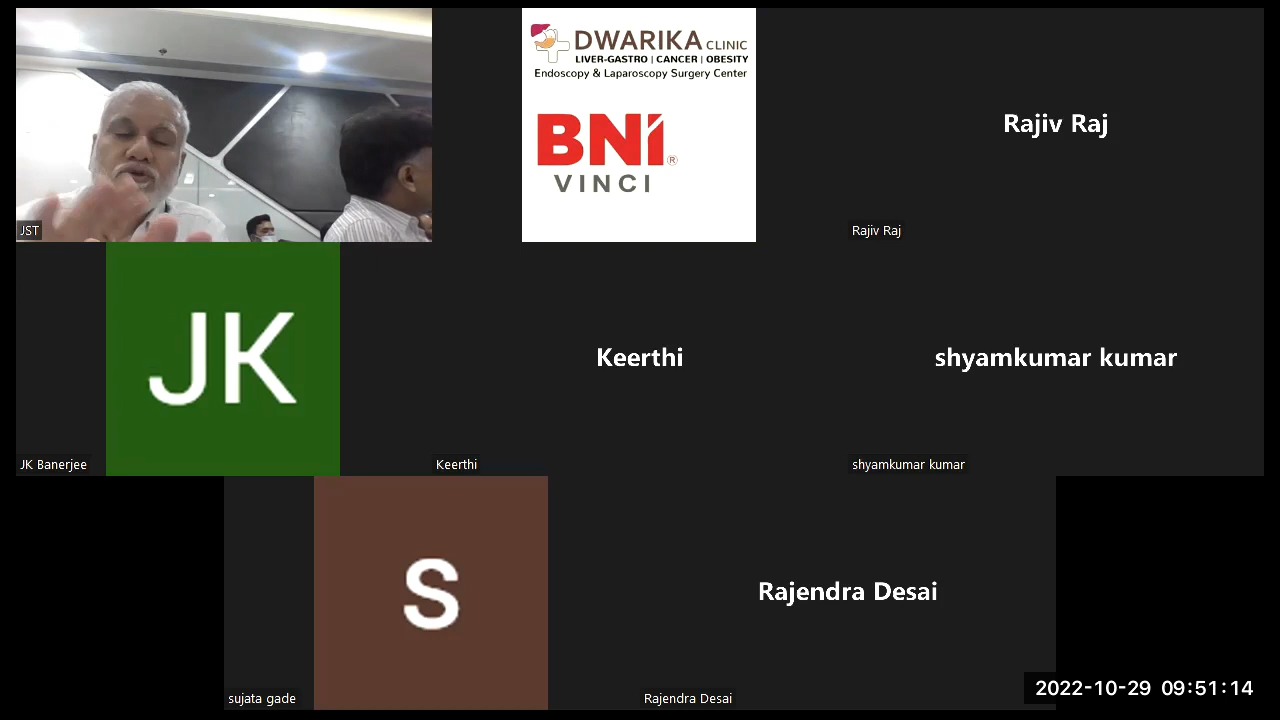 DWARIKA CLINIC
LIVER-GASTRO | CANCER | OBESITY
Endoscopy & Laparoscopy Surgery Center
BNI®
VINCI
Rajiv Raj
JST
Rajiv Raj
JK
Keerthi
shyamkumar kumar
JK Banerjee
Keerthi
shyamkumar kumar
S
Rajendra Desai
sujata gade
Rajendra Desai
2022-10-29 09:51:14